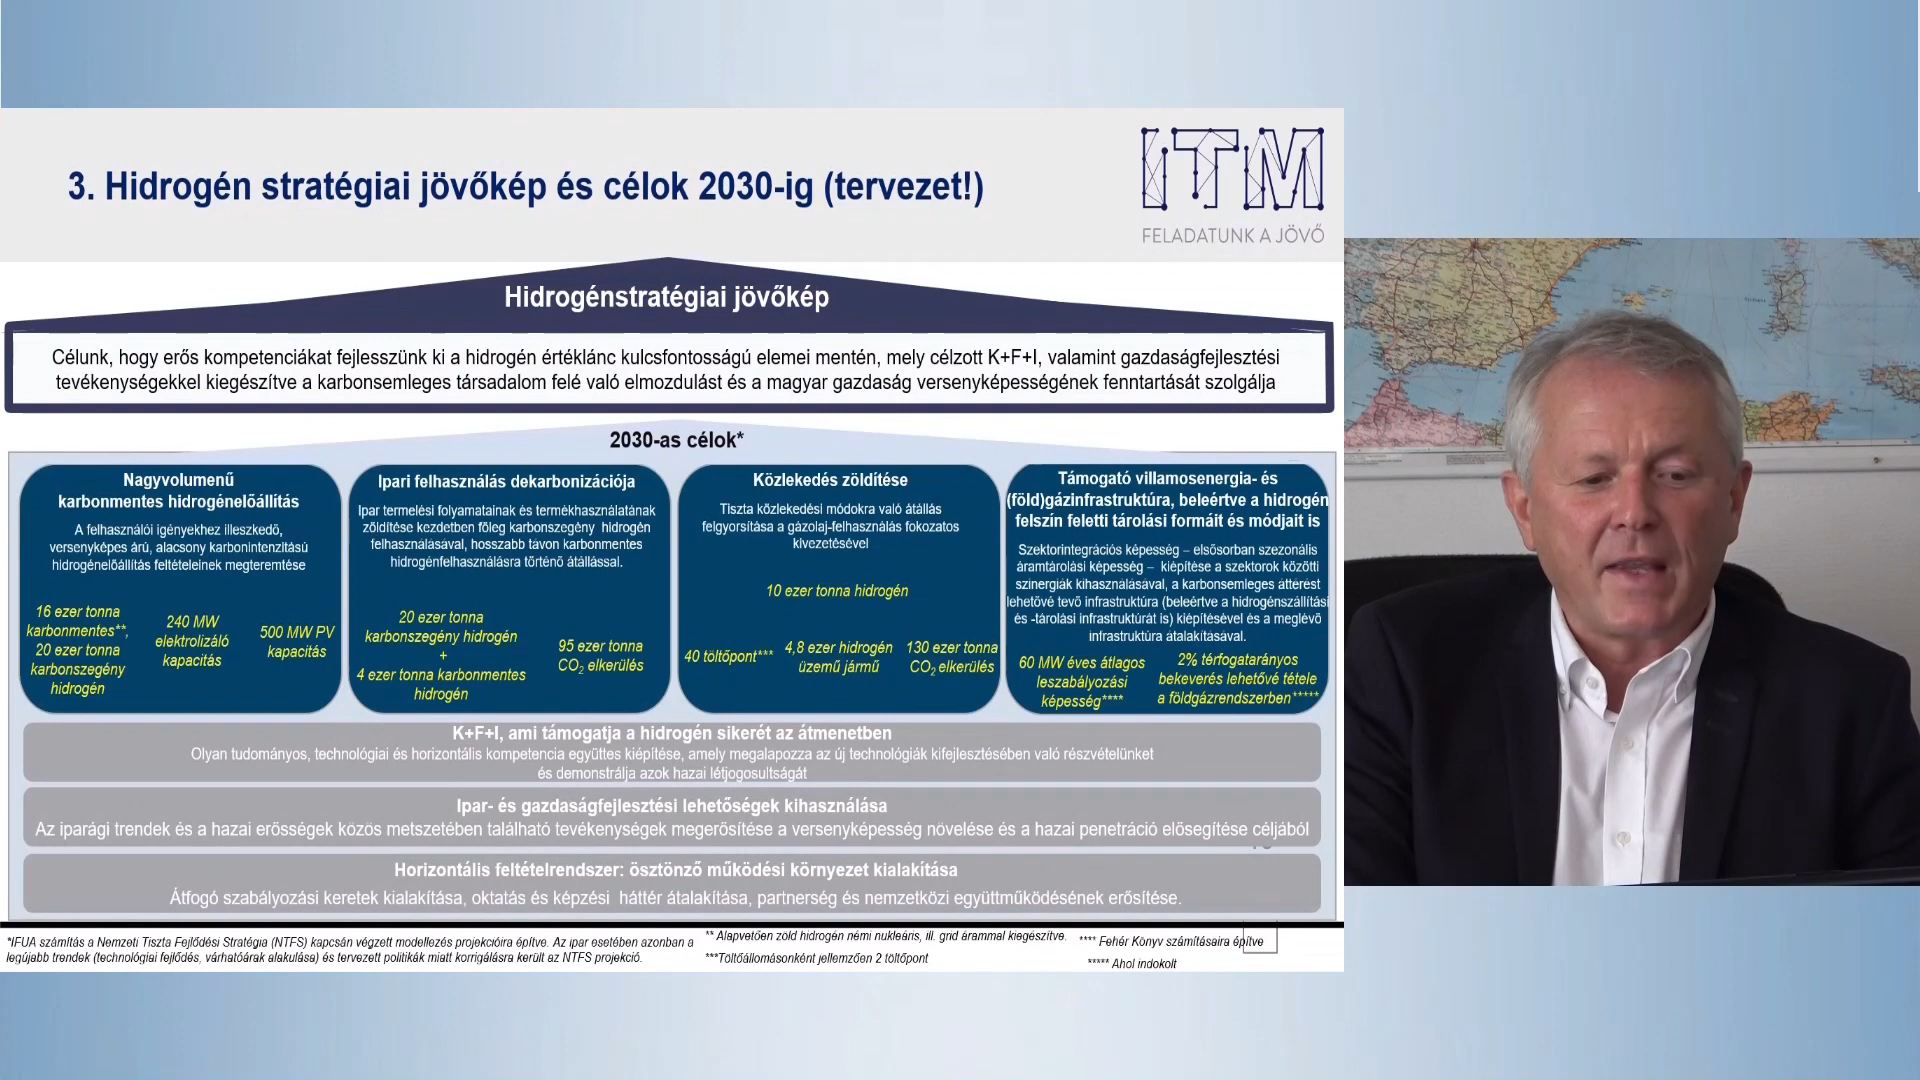 3. Hidrogén stratégiai jövőkép és célok 2030-ig (tervezet!)
ITM
FELADATUNK A JÖVŐ
Hidrogénstratégiai jövőkép
Célunk, hogy erős kompetenciákat fejlesszünk ki a hidrogén értéklánc kulcsfontosságú elemei mentén, mely célzott K+F+I, valamint gazdaságfejlesztési
tevékenységekkel kiegészítve a karbonsemleges társadalom felé való elmozdulást és a magyar gazdaság versenyképességének fenntartását szolgálja
2030-as célok*
Nagyvolumenű
karbonmentes hidrogénelőállítás
A felhasználói igényekhez illeszkedő,
versenyképes árú, alacsony karbonintenzitású
hidrogénelőállítás feltételeinek megteremtése
16 ezer tonna
karbonmentes**,
20 ezer tonna
karbonszegény
hidrogén
240 MW
elektrolizáló
kapacitás
500 MW PV
kapacitás
Ipari felhasználás dekarbonizációja
Ipar termelési folyamatainak és termékhasználatának
zöldítése kezdetben főleg karbonszegény hidrogén
felhasználásával, hosszabb távon karbonmentes
hidrogénfelhasználásra történő átállással.
20 ezer tonna
karbonszegény hidrogén
+
4 ezer tonna karbonmentes
hidrogén
95 ezer tonna
CO2 elkerülés
Közlekedés zöldítése
Tiszta közlekedési módokra való átállás
felgyorsítása a gázolaj-felhasználás fokozatos
kivezetésével
10 ezer tonna hidrogén
40 töltőpont***
4,8 ezer hidrogén
üzemű jármű
130 ezer tonna
CO2 elkerülés
Támogató villamosenergia- és
(föld)gázinfrastruktúra, beleértve a hidrogén
felszín feletti tárolási formáit és módjait is
Szektorintegrációs képesség – elsősorban szezonális
áramtárolási képesség – kiépítése a szektorok közötti
szinergiák kihasználásával, a karbonsemleges áttérést
lehetővé tevő infrastruktúra (beleértve a hidrogénszállítási
és -tárolási infrastruktúrát is) kiépítésével és a meglévő
infrastruktúra átalakításával.
60 MW éves átlagos
leszabályozási
képesség****
2% térfogatarányos
bekeverés lehetővé tétele
a földgázrendszerben*****
K+F+I, ami támogatja a hidrogén sikerét az átmenetben
Olyan tudományos, technológiai és horizontális kompetencia együttes kiépítése, amely megalapozza az új technológiák kifejlesztésében való részvételünket
és demonstrálja azok hazai létjogosultságát
Ipar- és gazdaságfejlesztési lehetőségek kihasználása
Az iparági trendek és a hazai erősségek közös metszetében található tevékenységek megerősítése a versenyképesség növelése és a hazai penetráció elősegítése céljából
Horizontális feltételrendszer: ösztönző működési környezet kialakítása
Átfogó szabályozási keretek kialakítása, oktatás és képzési háttér átalakítása, partnerség és nemzetközi együttműködésének erősítése.
*IFUA számítás a Nemzeti Tiszta Fejlődési Stratégia (NTFS) kapcsán végzett modellezés projekcióira építve. Az ipar esetében azonban a
legújabb trendek (technológiai fejlődés, várhatóárak alakulása) és tervezett politikák miatt korrigálásra került az NTFS projekció.
** Alapvetően zöld hidrogén némi nukleáris, ill. grid árammal kiegészítve.
***Töltőállomásonként jellemzően 2 töltőpont
**** Fehér Könyv számításaira építve
***** Ahol indokolt